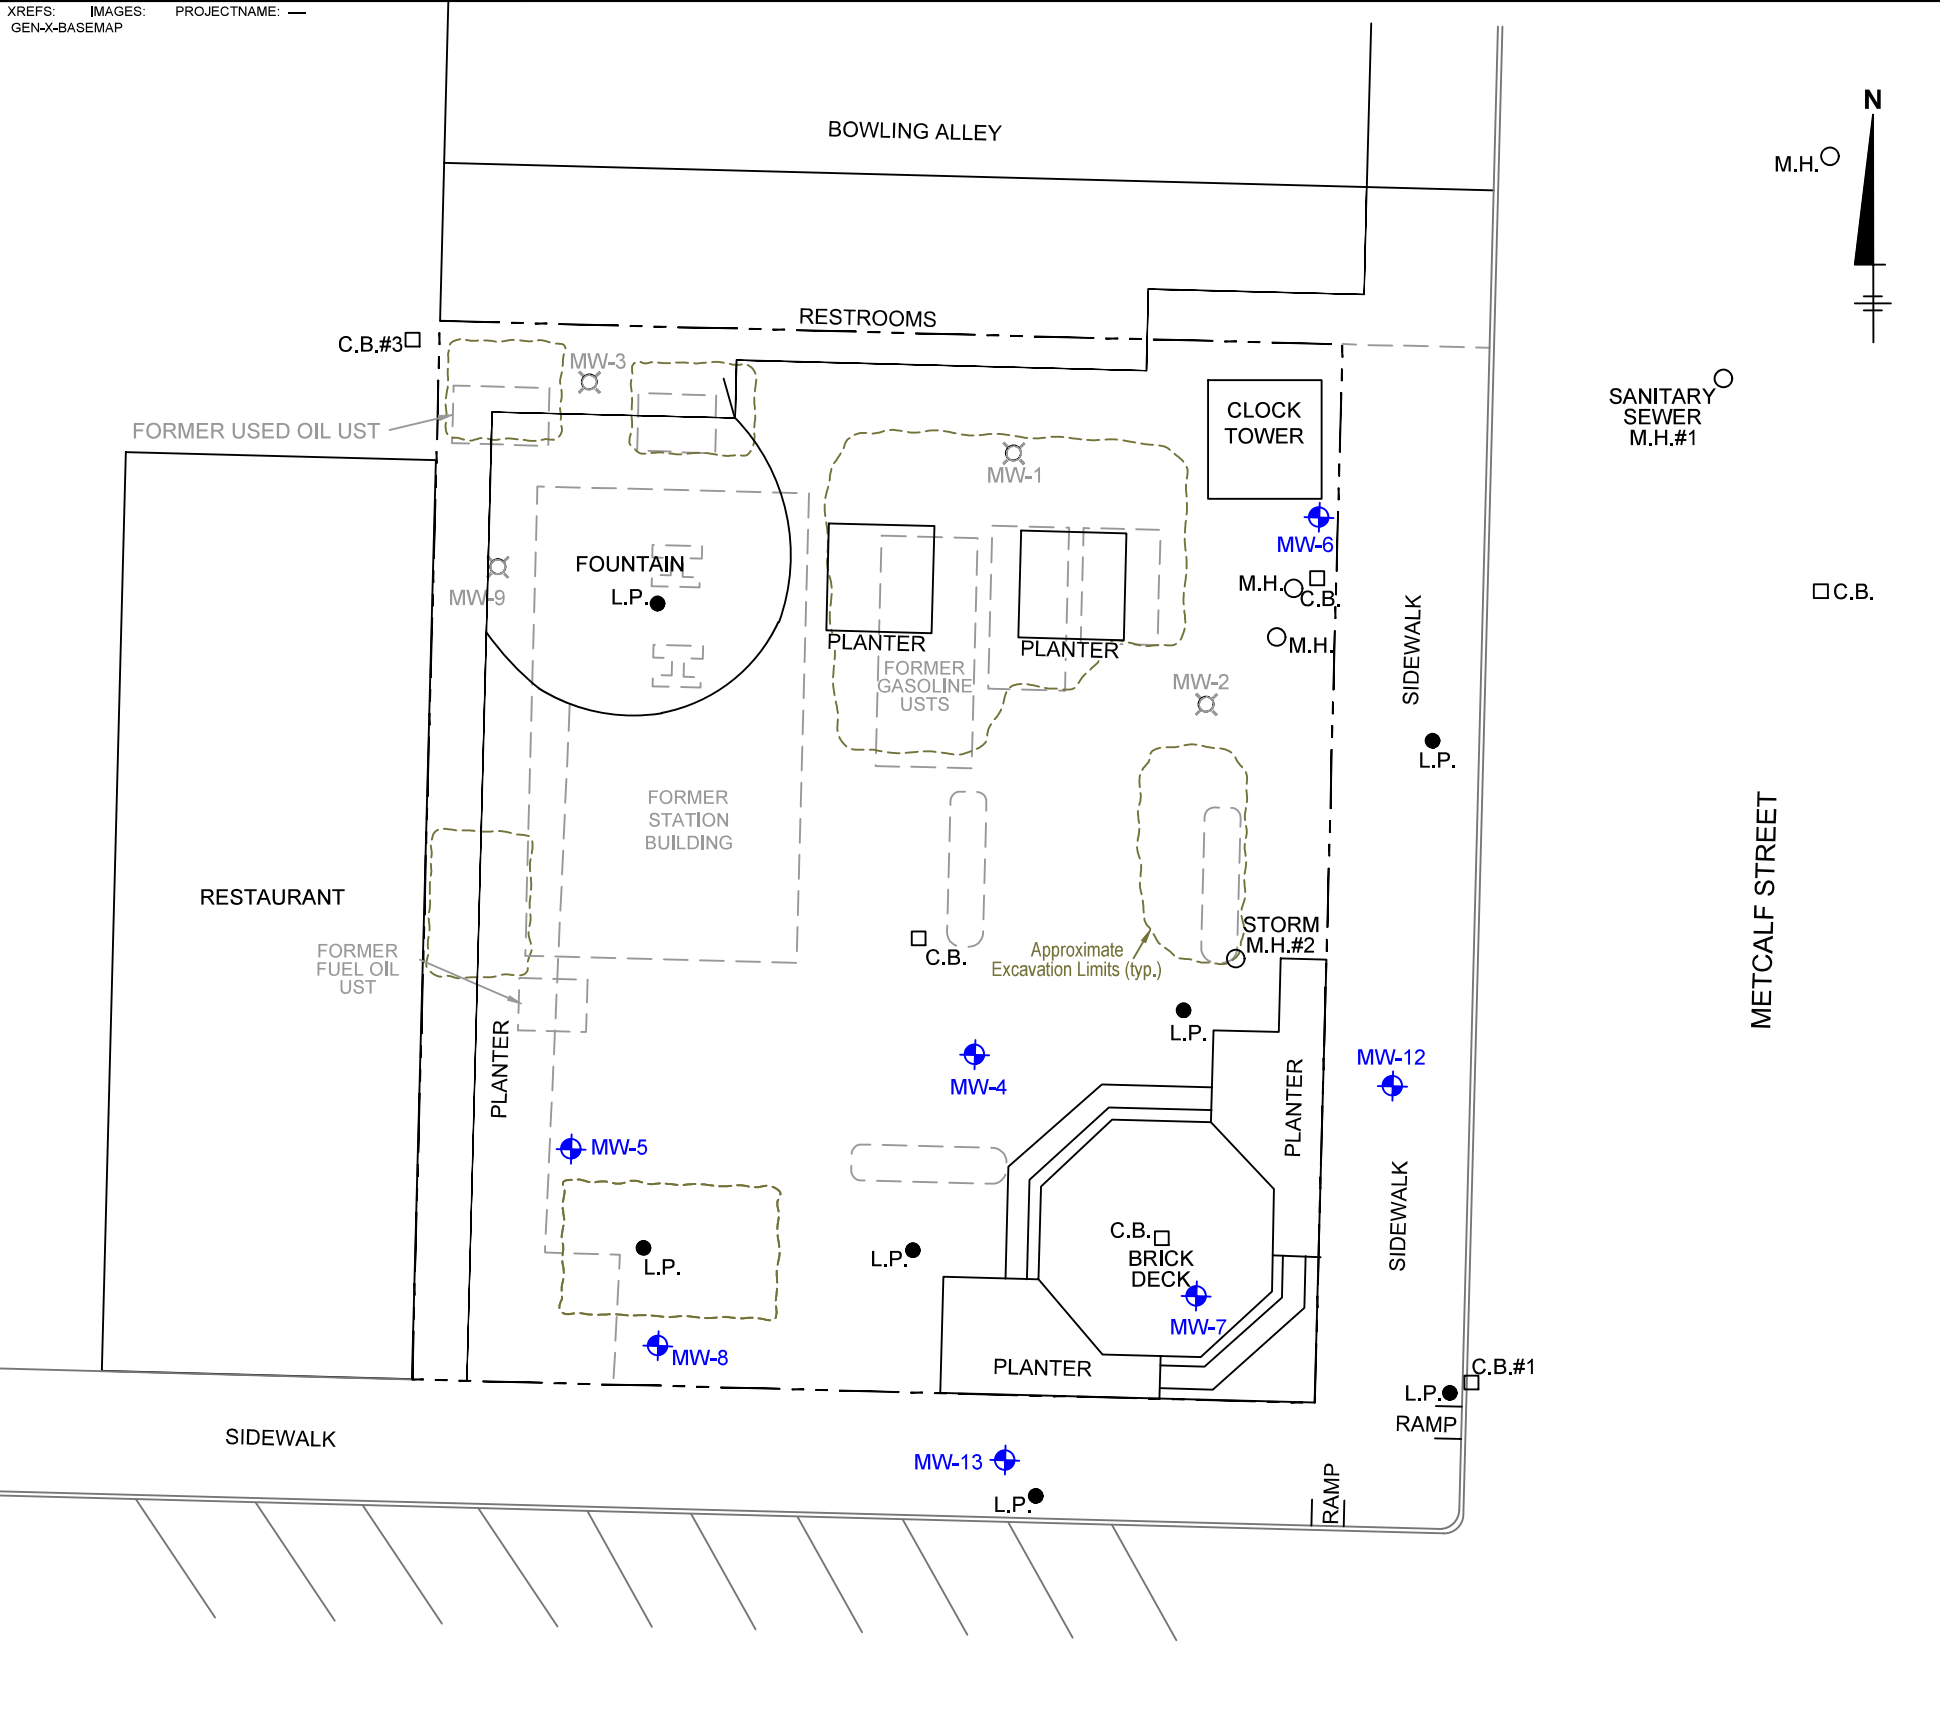 XREFS: IMAGES: PROJECTNAME: —
GEN-X-BASEMAP
N
BOWLING ALLEY
M.H.
RESTROOMS
C.B.#3
MW-3
FORMER USED OIL UST
CLOCK
TOWER
SANITARY
SEWER
M.H.#1
MW-1
MW-6
FOUNTAIN
L.P.
MW-9
M.H.
C.B.
C.B.
M.H.
PLANTER
PLANTER
SIDEWALK
FORMER
GASOLINE
USTS
MW-2
L.P.
FORMER
STATION
BUILDING
METCALF STREET
RESTAURANT
FORMER
FUEL OIL
UST
C.B.
Approximate
Excavation Limits (typ.)
STORM
M.H.#2
L.P.
PLANTER
MW-4
PLANTER
MW-12
MW-5
SIDEWALK
L.P.
L.P.
C.B.
BRICK
DECK
MW-7
MW-8
PLANTER
C.B.#1
L.P.
RAMP
SIDEWALK
MW-13
L.P.
RAMP